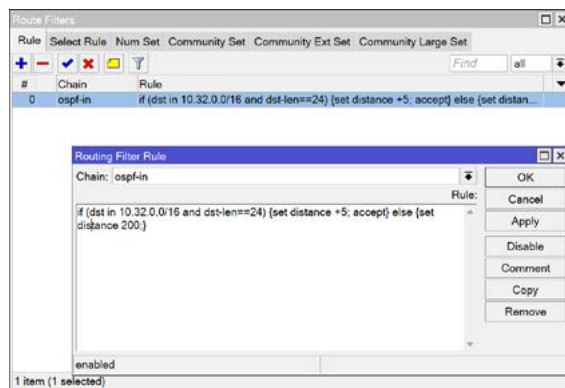 Route Filters
Rule Select Rule Num Set Community Set Community Ext Set Community Large Set
Find all
# Chain Rule
0 ospf-in if (dst in 10.32.0.0/16 and dst-len==24) {set distance +5; accept} else {set distan...
Routing Filter Rule
Chain: ospf-in
Rule:
if (dst in 10.32.0.0/16 and dst-len==24) {set distance +5; accept} else {set
distance 200;}
OK
Cancel
Apply
Disable
Comment
Copy
Remove
enabled
1 item (1 selected)